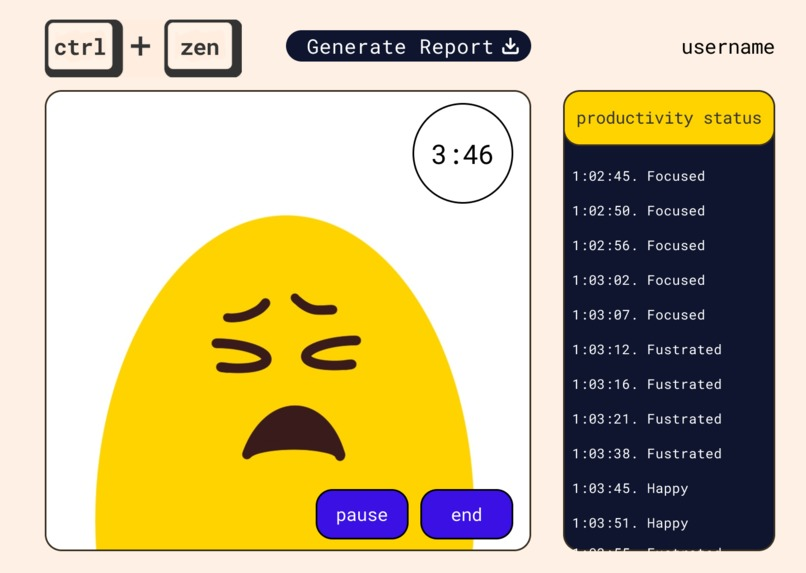 ctrl + zen
Generate Report
username
3:46
pause
end
productivity status
1:02:45. Focused
1:02:50. Focused
1:02:56. Focused
1:03:02. Focused
1:03:07. Focused
1:03:12. Fustrated
1:03:16. Fustrated
1:03:21. Fustrated
1:03:38. Fustrated
1:03:45. Happy
1:03:51. Happy